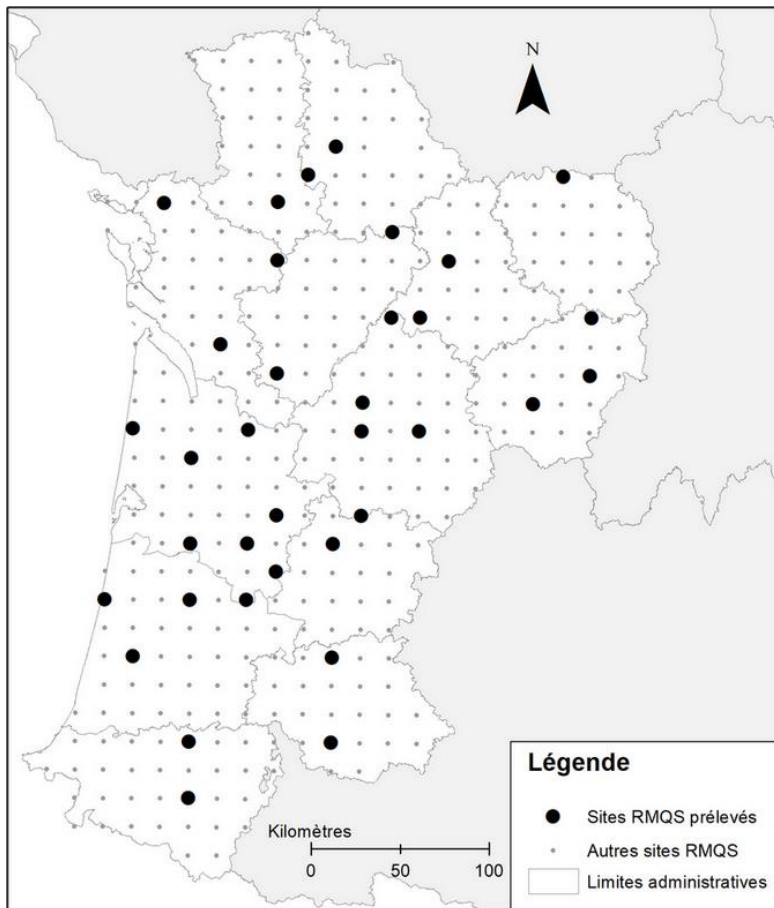 N
Kilomètres
0 50 100
Légende
Sites RMQS prélevés
Autres sites RMQS
Limites administratives